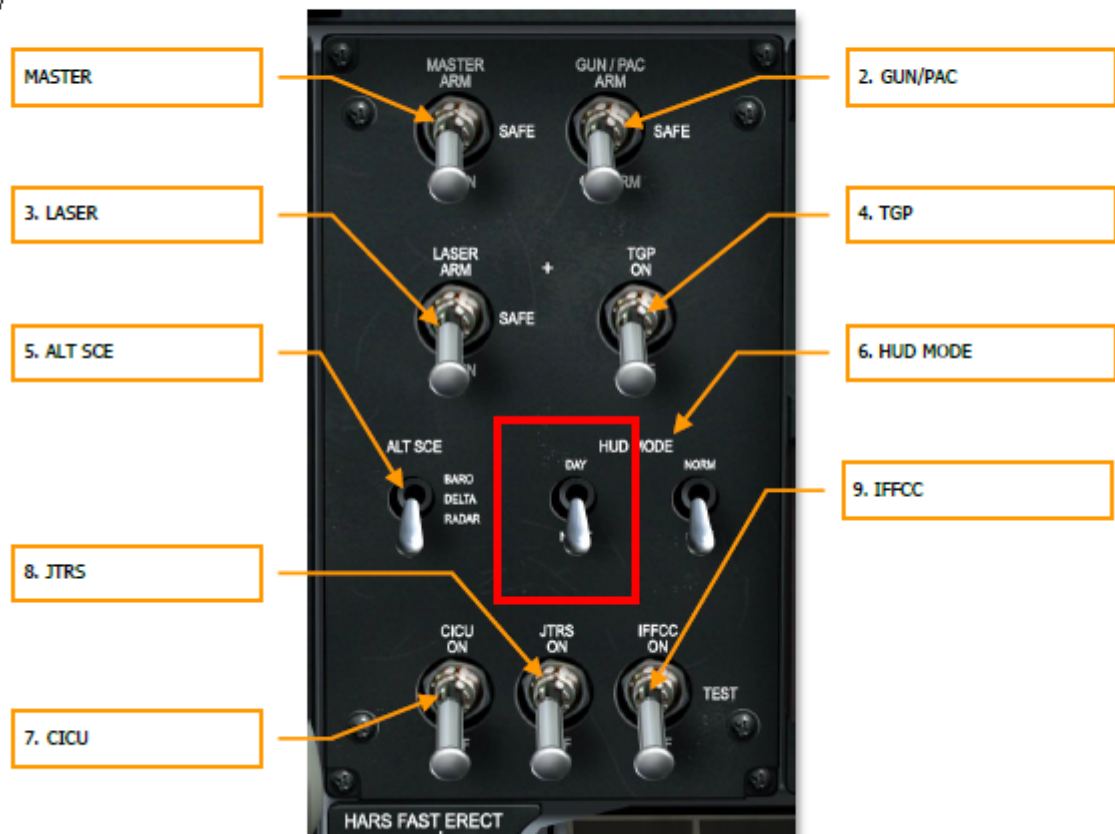 MASTER
2. GUN/PAC
3. LASER
4. TGP
5. ALT SCE
6. HUD MODE
9. IFFCC
8. JTRS
7. CICU
MASTER
ARM
SAFE
GUN / PAC
ARM
SAFE
LASER
ARM
SAFE
TGP
ON
ALT SCE
BARO
DELTA
RADAR
HUD MODE
DAY
NORM
CICU
ON
JTRS
ON
IFFCC
ON
TEST
HARS FAST ERECT